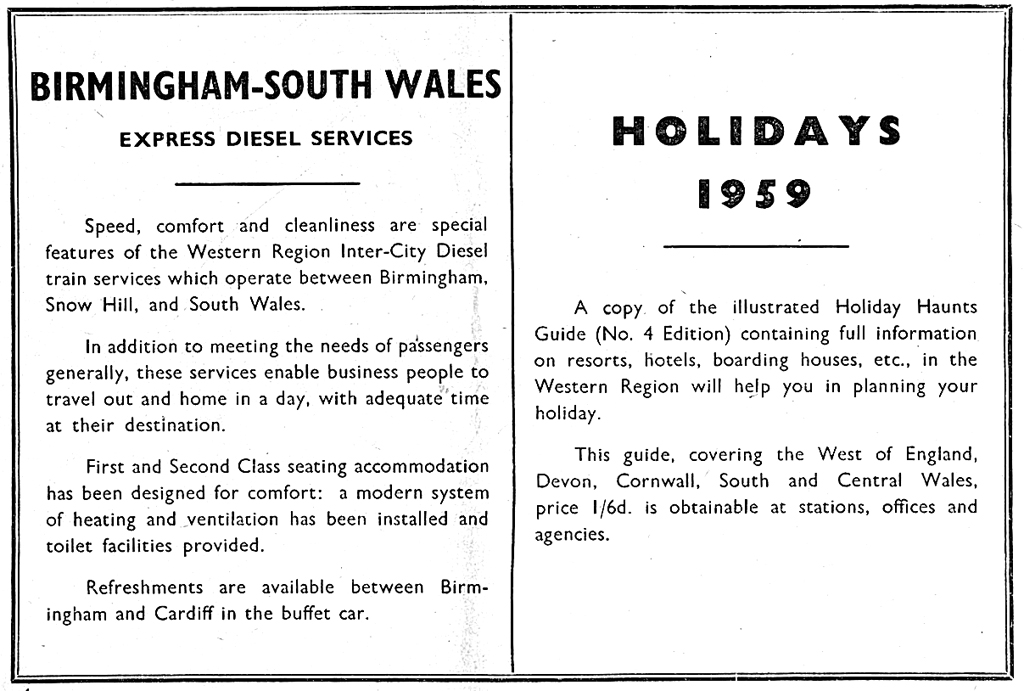 BIRMINGHAM-SOUTH WALES
EXPRESS DIESEL SERVICES
Speed, comfort and cleanliness are special
features of the Western Region Inter-City Diesel
train services which operate between Birmingham,
Snow Hill, and South Wales.
In addition to meeting the needs of passengers
generally, these services enable business people to
travel out and home in a day, with adequate time
at their destination.
First and Second Class seating accommodation
has been designed for comfort: a modern system
of heating and ventilation has been installed and
toilet facilities provided.
Refreshments are available between Birm-
ingham and Cardiff in the buffet car.
HOLIDAYS
1959
A copy of the illustrated Holiday Haunts
Guide (No. 4 Edition) containing full information
on resorts, hotels, boarding houses, etc., in the
Western Region will help you in planning your
holiday.
This guide, covering the West of England,
Devon, Cornwall, South and Central Wales,
price 1/6d. is obtainable at stations, offices and
agencies.